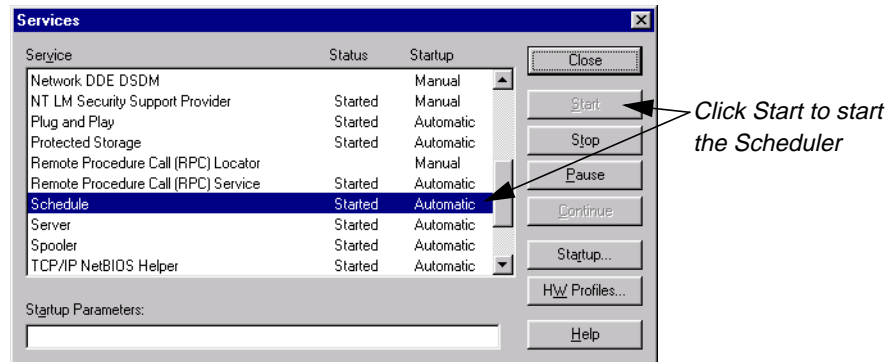 Services
Service Status Startup
Network DDE DSDM Manual
NT LM Security Support Provider Started Manual
Plug and Play Started Automatic
Protected Storage Started Automatic
Remote Procedure Call (RPC) Locator Manual
Remote Procedure Call (RPC) Service Started Automatic
Schedule Started Automatic
Server Started Automatic
Spooler Started Automatic
TCP/IP NetBIOS Helper Started Automatic
Startup Parameters:
Close
Start
Stop
Pause
Continue
Startup...
HW Profiles...
Help
Click Start to start
the Scheduler